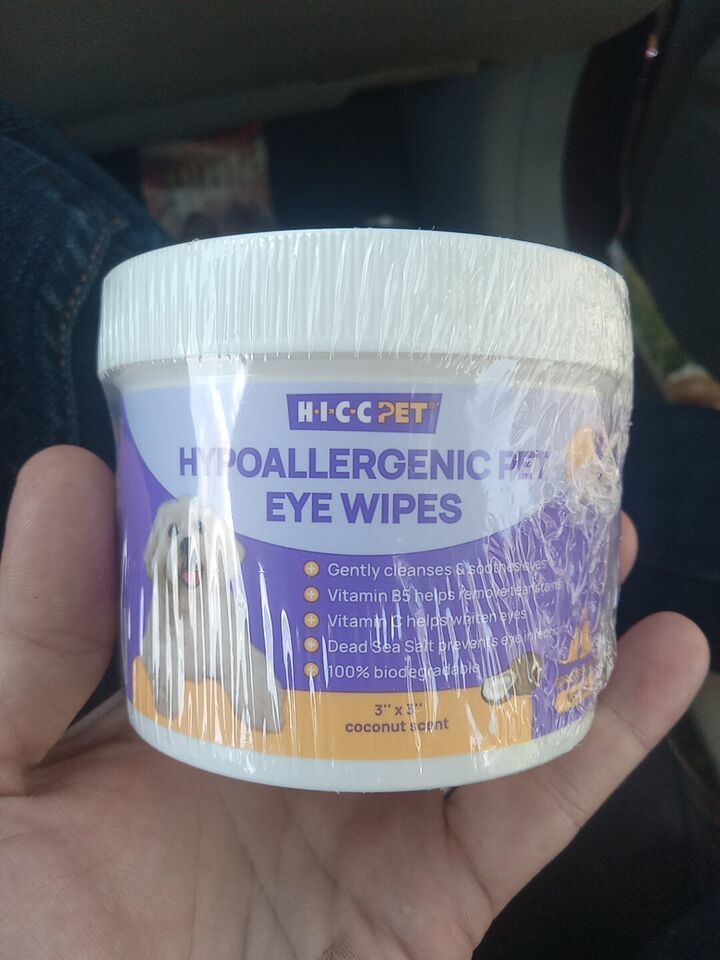 H·I·C·C PET®
HYPOALLERGENIC PET
EYE WIPES
Gently cleanses & soothes eyes
Vitamin B5 helps remove tear stains
Vitamin C helps whiten eyes
Dead Sea Salt prevents eye infection
100% biodegradable
3" x 3"
coconut scent